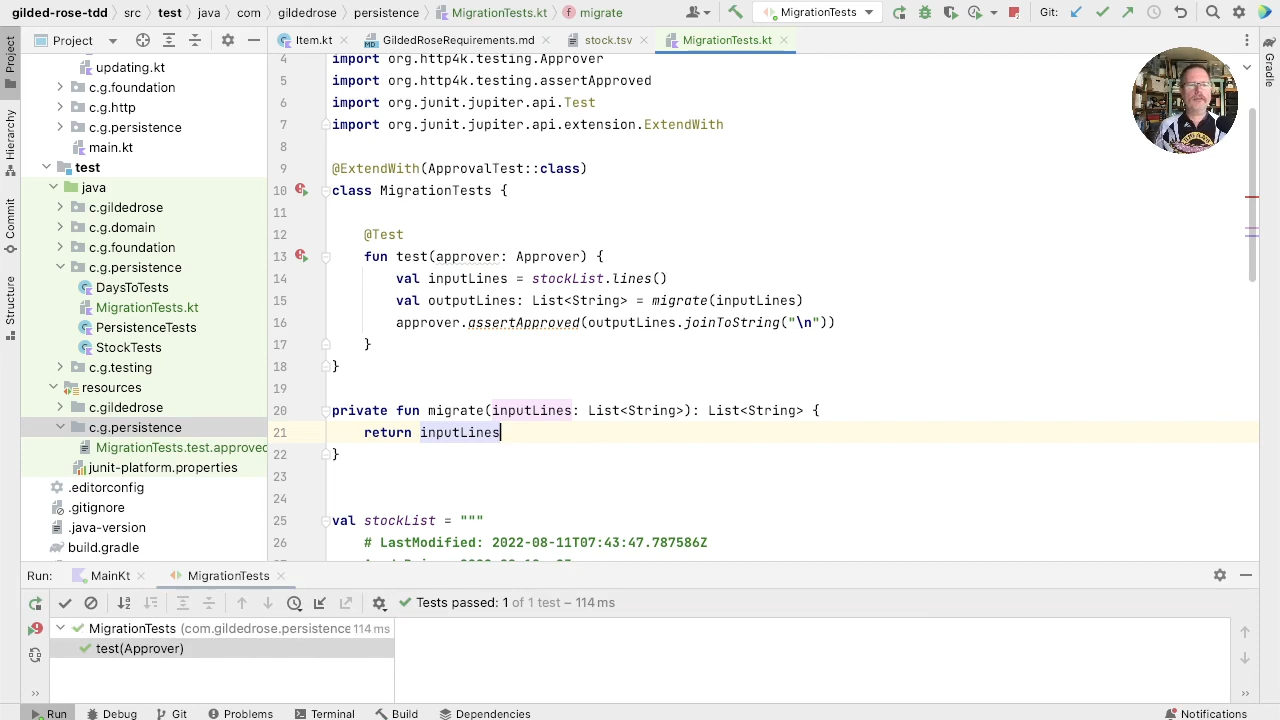 gilded-rose-tdd › src › test › java › com › gildedrose › persistence › MigrationTests.kt › migrate
MigrationTests
Git:
Project
Item.kt
GildedRoseRequirements.md
stock.tsv
MigrationTests.kt
updating.kt
c.g.foundation
c.g.http
c.g.persistence
main.kt
test
java
c.gildedrose
c.g.domain
c.g.foundation
c.g.persistence
DaysToTests
MigrationTests.kt
PersistenceTests
StockTests
c.g.testing
resources
c.gildedrose
c.g.persistence
MigrationTests.test.approved
junit-platform.properties
.editorconfig
.gitignore
.java-version
build.gradle
Project
Hierarchy
Commit
Structure
Gradle
4 import org.http4k.testing.Approver
5 import org.http4k.testing.assertApproved
6 import org.junit.jupiter.api.Test
7 import org.junit.jupiter.api.extension.ExtendWith
8
9 @ExtendWith(ApprovalTest::class)
10 class MigrationTests {
11
12 @Test
13 fun test(approver: Approver) {
14 val inputLines = stockList.lines()
15 val outputLines: List<String> = migrate(inputLines)
16 approver.assertApproved(outputLines.joinToString("\n"))
17 }
18 }
19
20 private fun migrate(inputLines: List<String>): List<String> {
21 return inputLines
22 }
23
24
25 val stockList = """
26 # LastModified: 2022-08-11T07:43:47.787586Z
Run:
MainKt
MigrationTests
Tests passed: 1 of 1 test – 114 ms
MigrationTests (com.gildedrose.persistence 114 ms
test(Approver)
Run
Debug
Git
Problems
Terminal
Build
Dependencies
Notifications